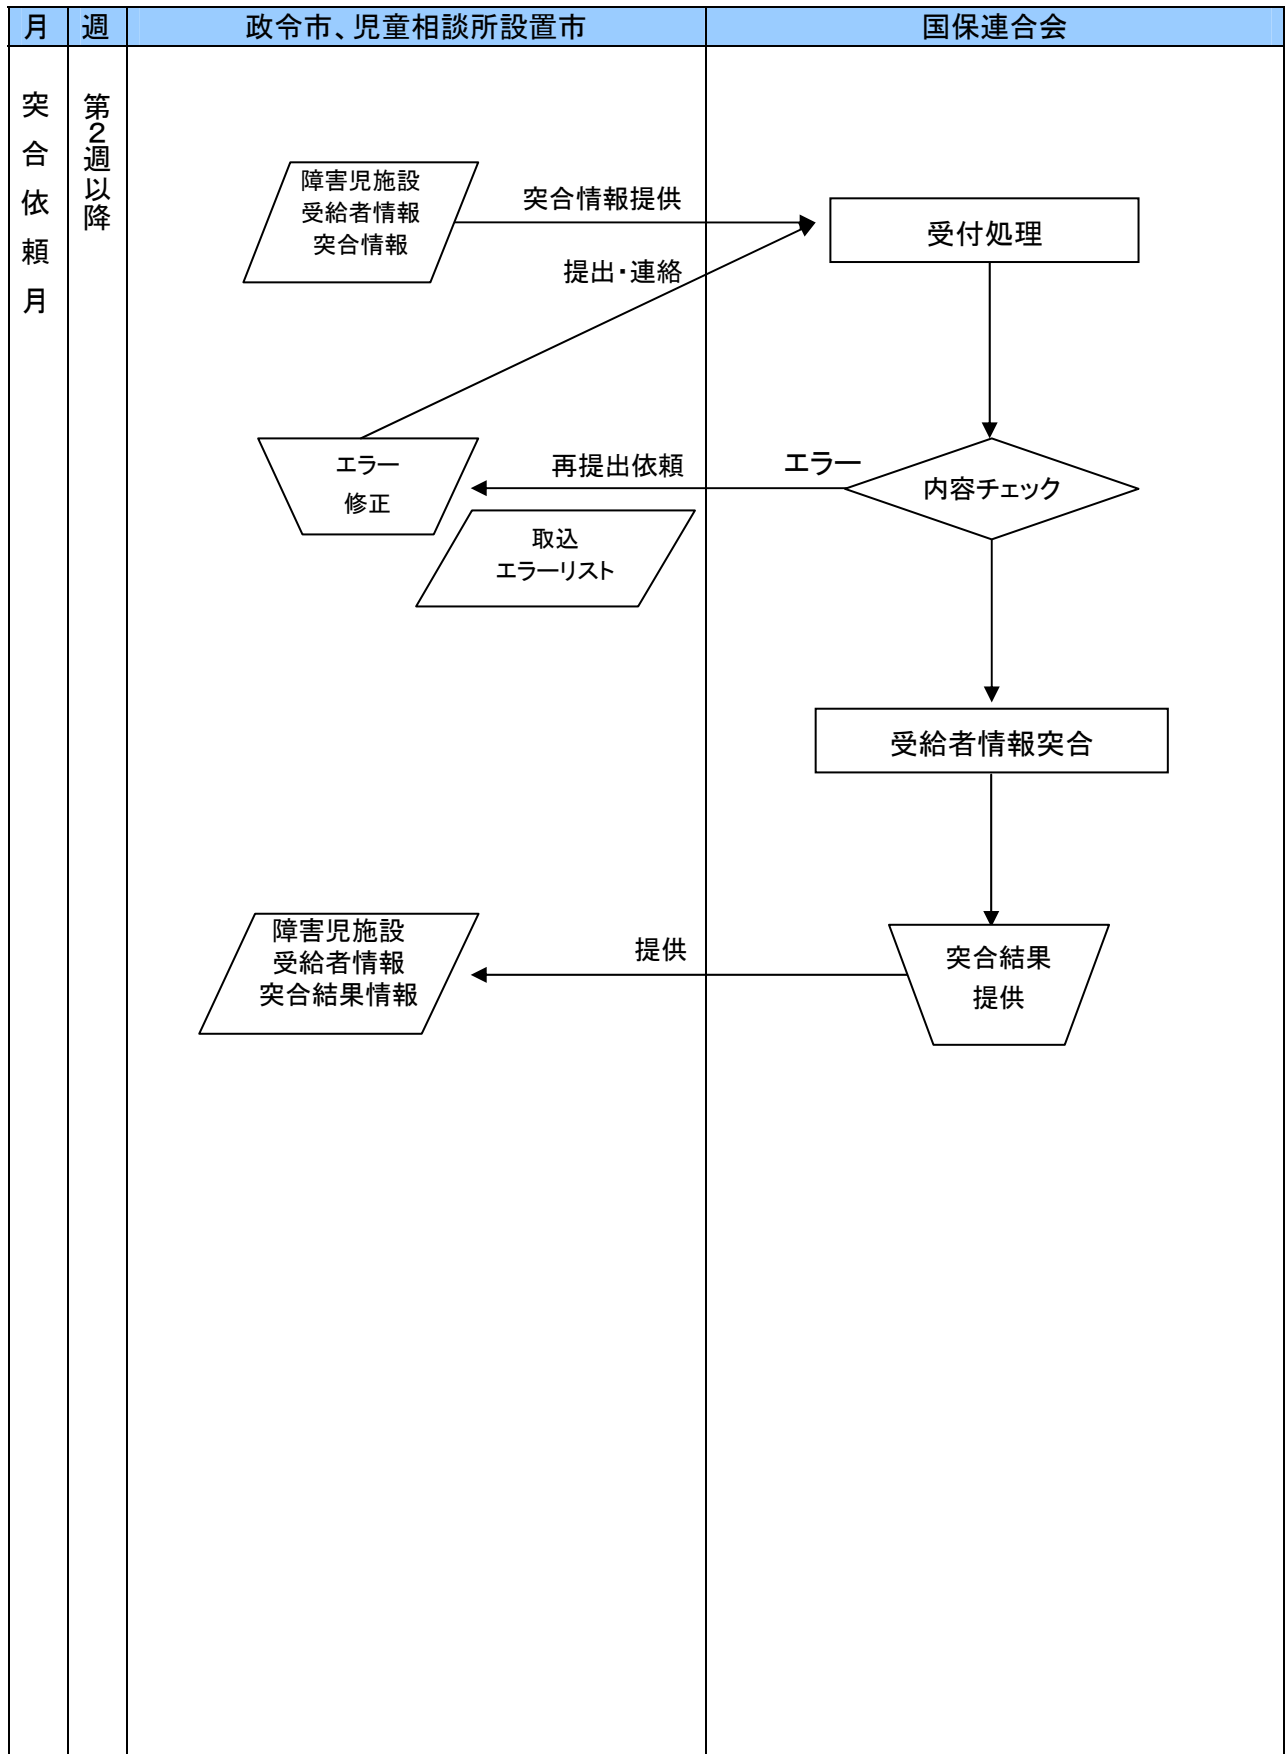 月 週 政令市、児童相談所設置市 国保連合会
突合依頼月
第2週以降
障害児施設
受給者情報
突合情報
突合情報提供
受付処理
提出・連絡
エラー
修正
再提出依頼
エラー
内容チェック
取込
エラーリスト
受給者情報突合
障害児施設
受給者情報
突合結果情報
提供
突合結果
提供